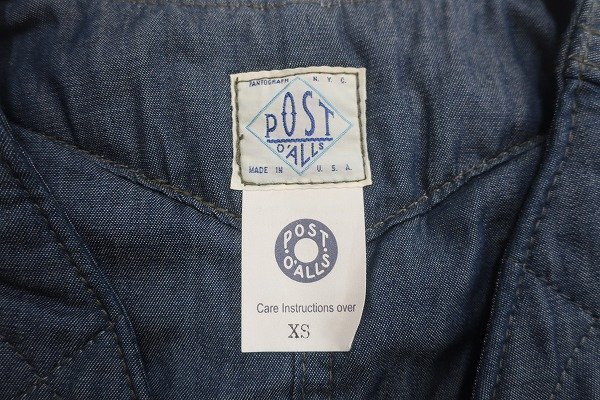 PANTOGRAPH N. Y. C.
POST
O'ALLS
MADE IN U. S. A.
POST
O'ALLS
Care Instructions over
XS